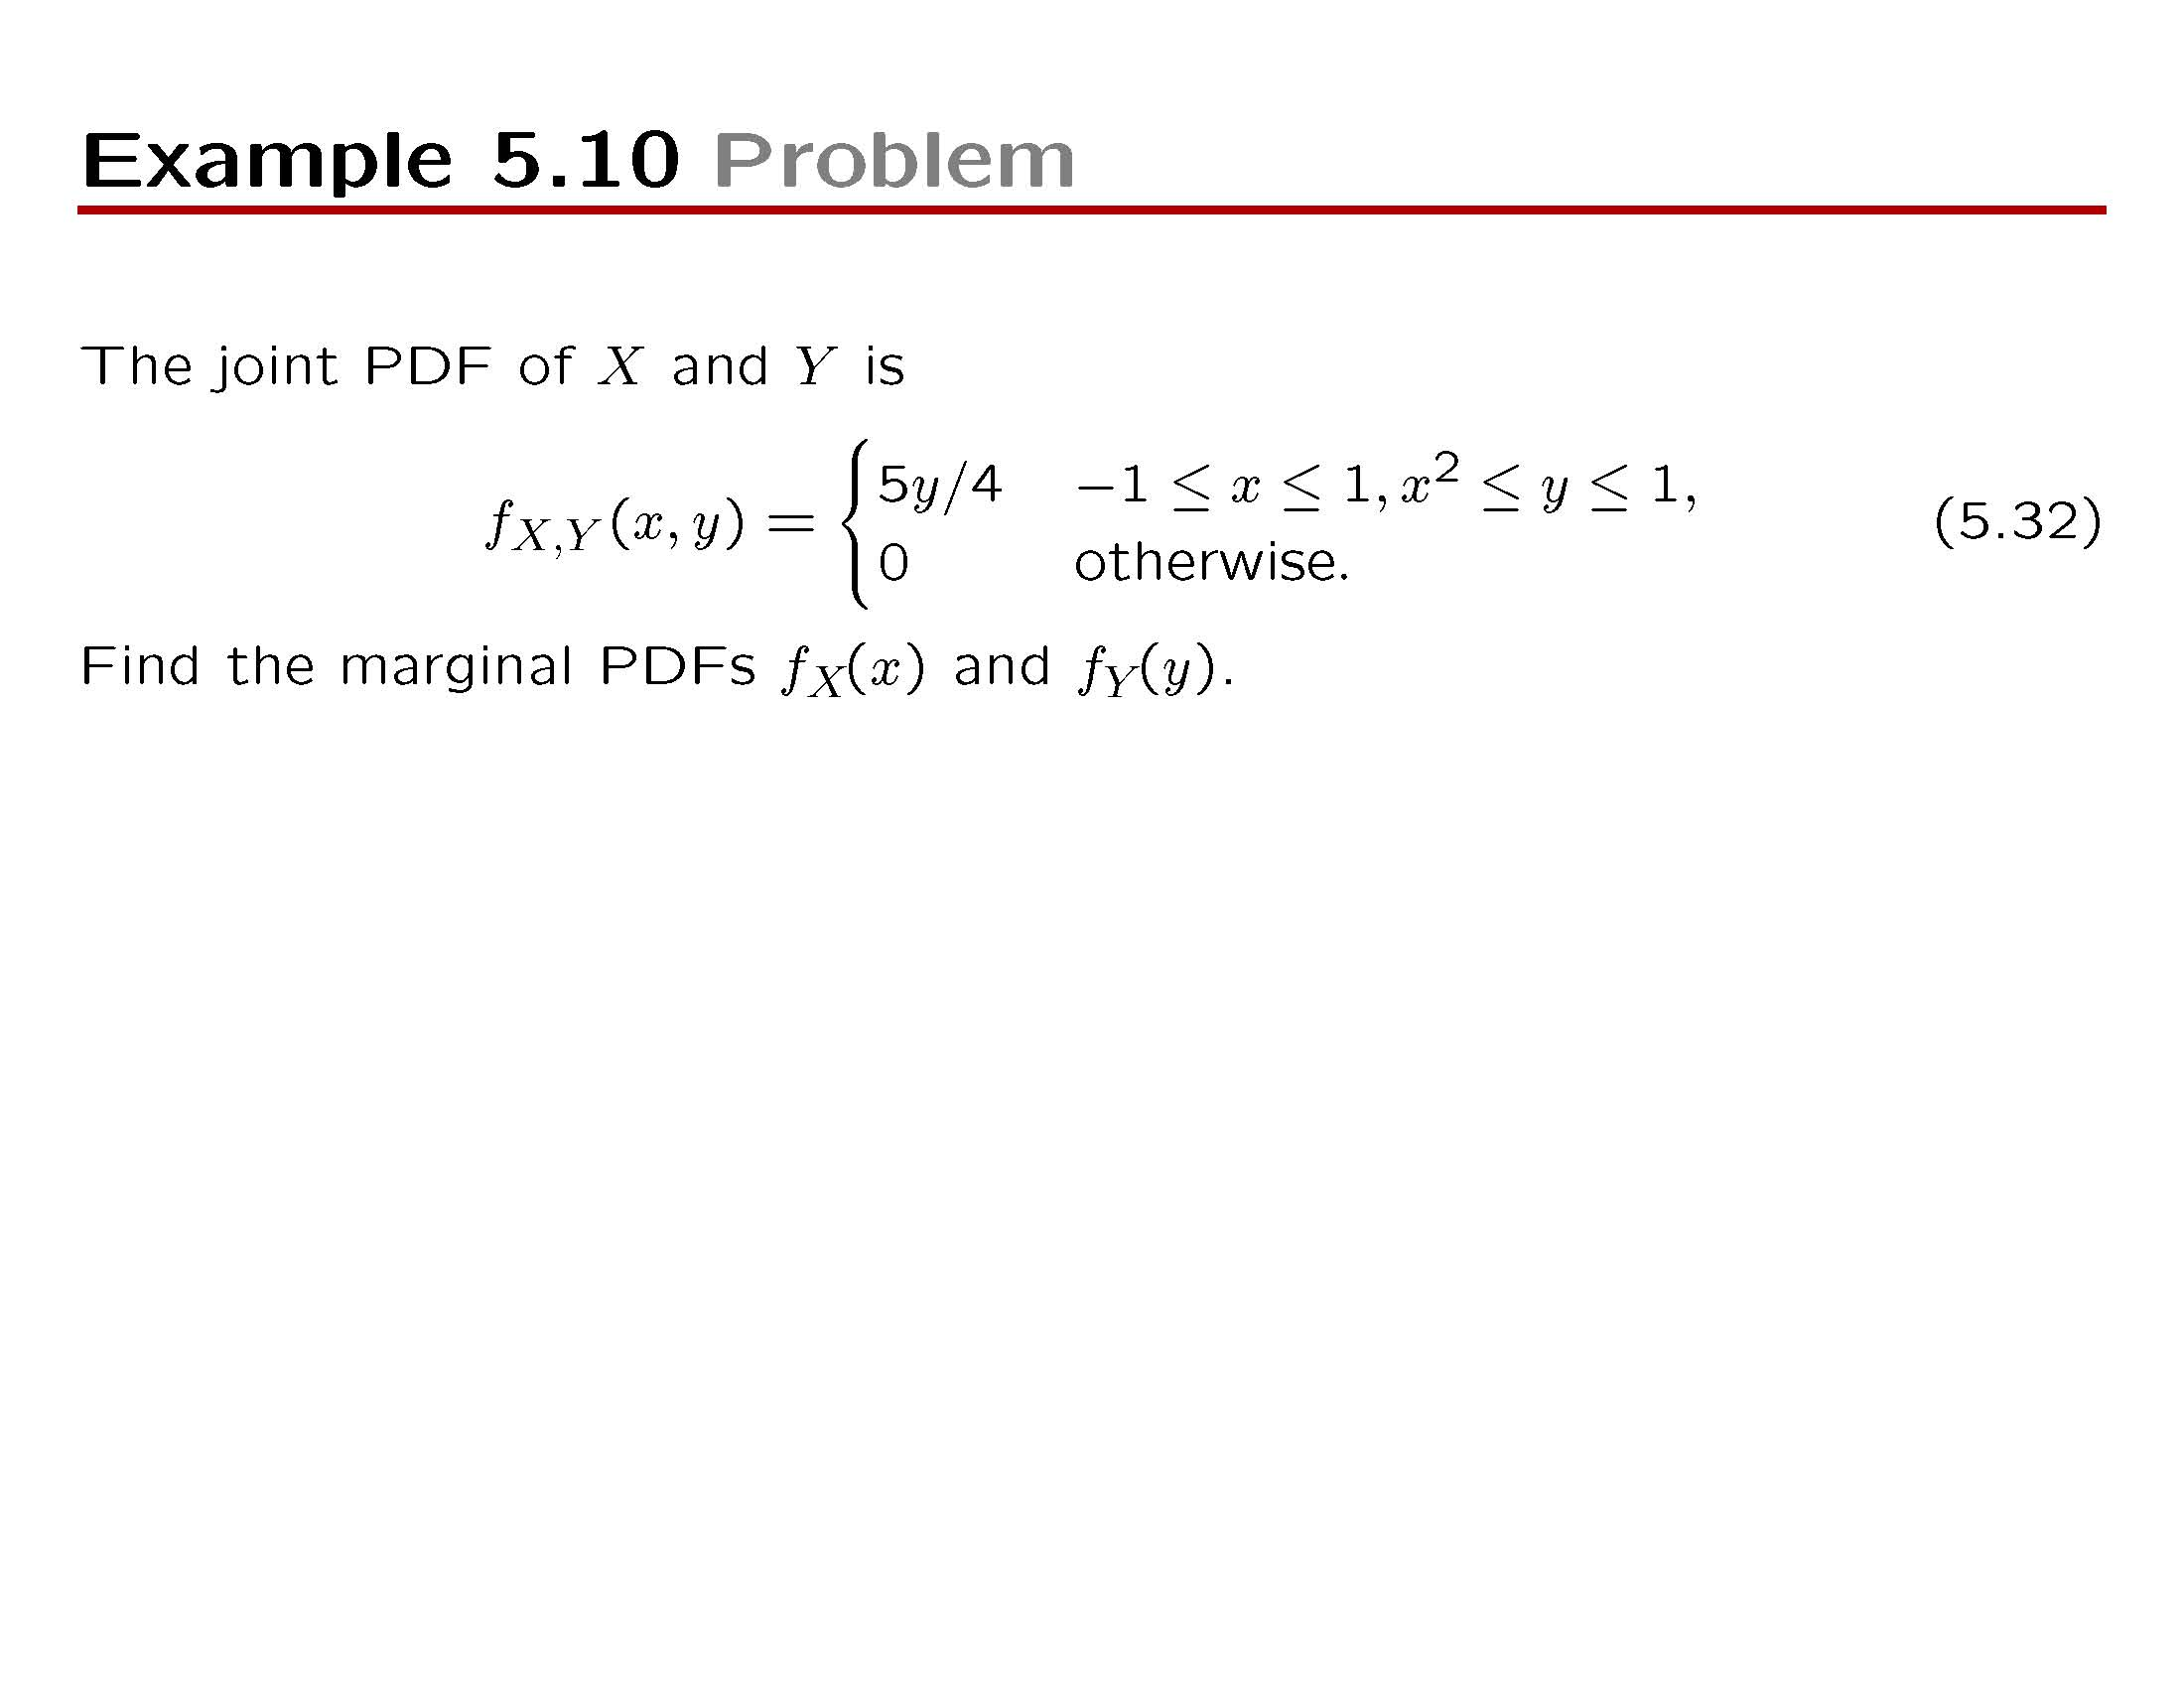 Example 5.10 Problem
The joint PDF of X and Y is
f_{X,Y}(x, y) = { 5y/4   −1 ≤ x ≤ 1, x² ≤ y ≤ 1,
0   otherwise.
(5.32)
Find the marginal PDFs f_X(x) and f_Y(y).